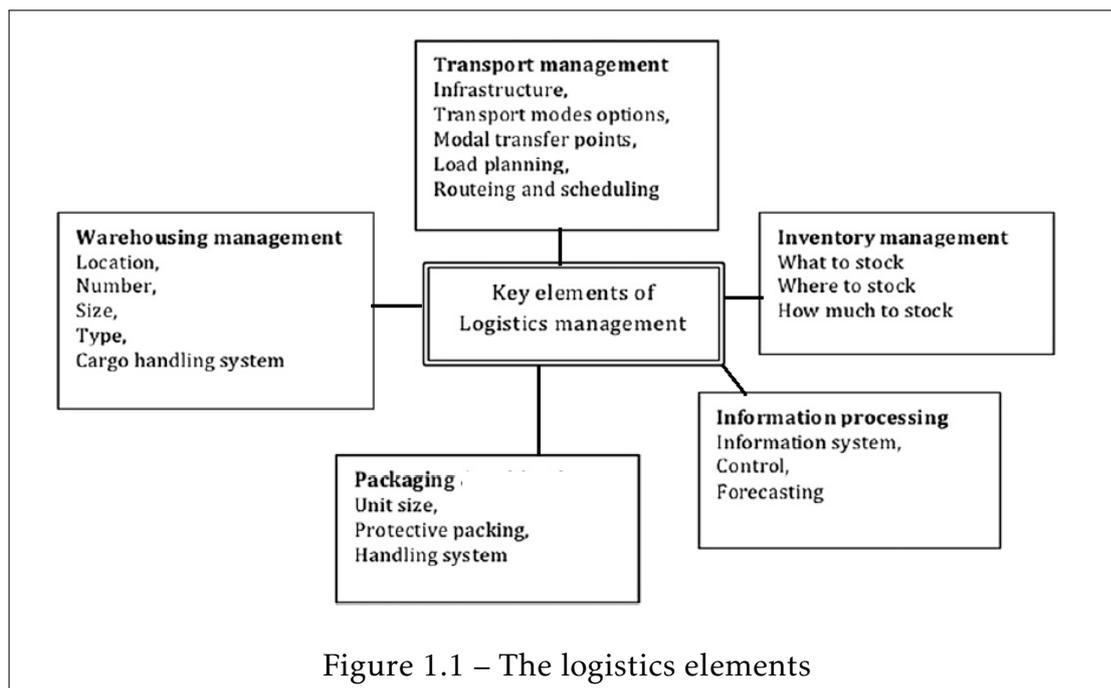 Transport management
Infrastructure,
Transport modes options,
Modal transfer points,
Load planning,
Routeing and scheduling
Warehousing management
Location,
Number,
Size,
Type,
Cargo handling system
Key elements of
Logistics management
Inventory management
What to stock
Where to stock
How much to stock
Information processing
Information system,
Control,
Forecasting
Packaging
Unit size,
Protective packing,
Handling system
Figure 1.1 – The logistics elements